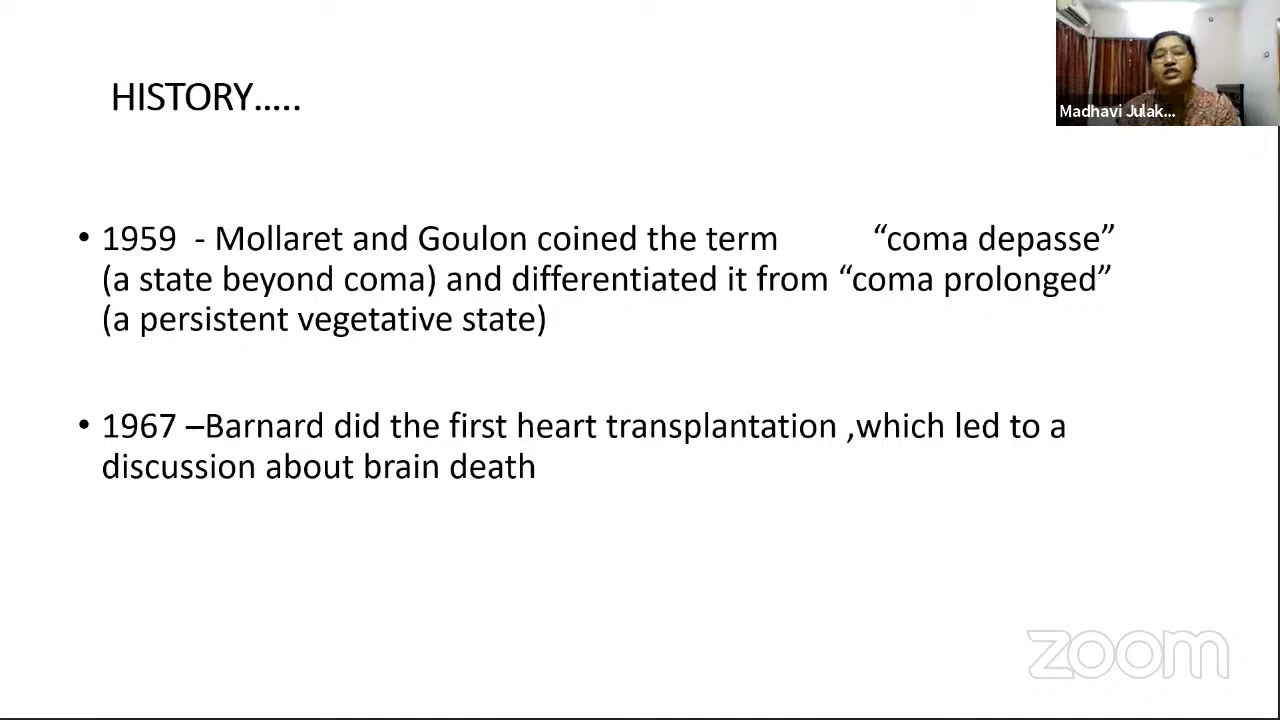 HISTORY.....
Madhavi Julak...
• 1959 - Mollaret and Goulon coined the term “coma depasse”
(a state beyond coma) and differentiated it from “coma prolonged”
(a persistent vegetative state)
• 1967 –Barnard did the first heart transplantation ,which led to a
discussion about brain death
zoom